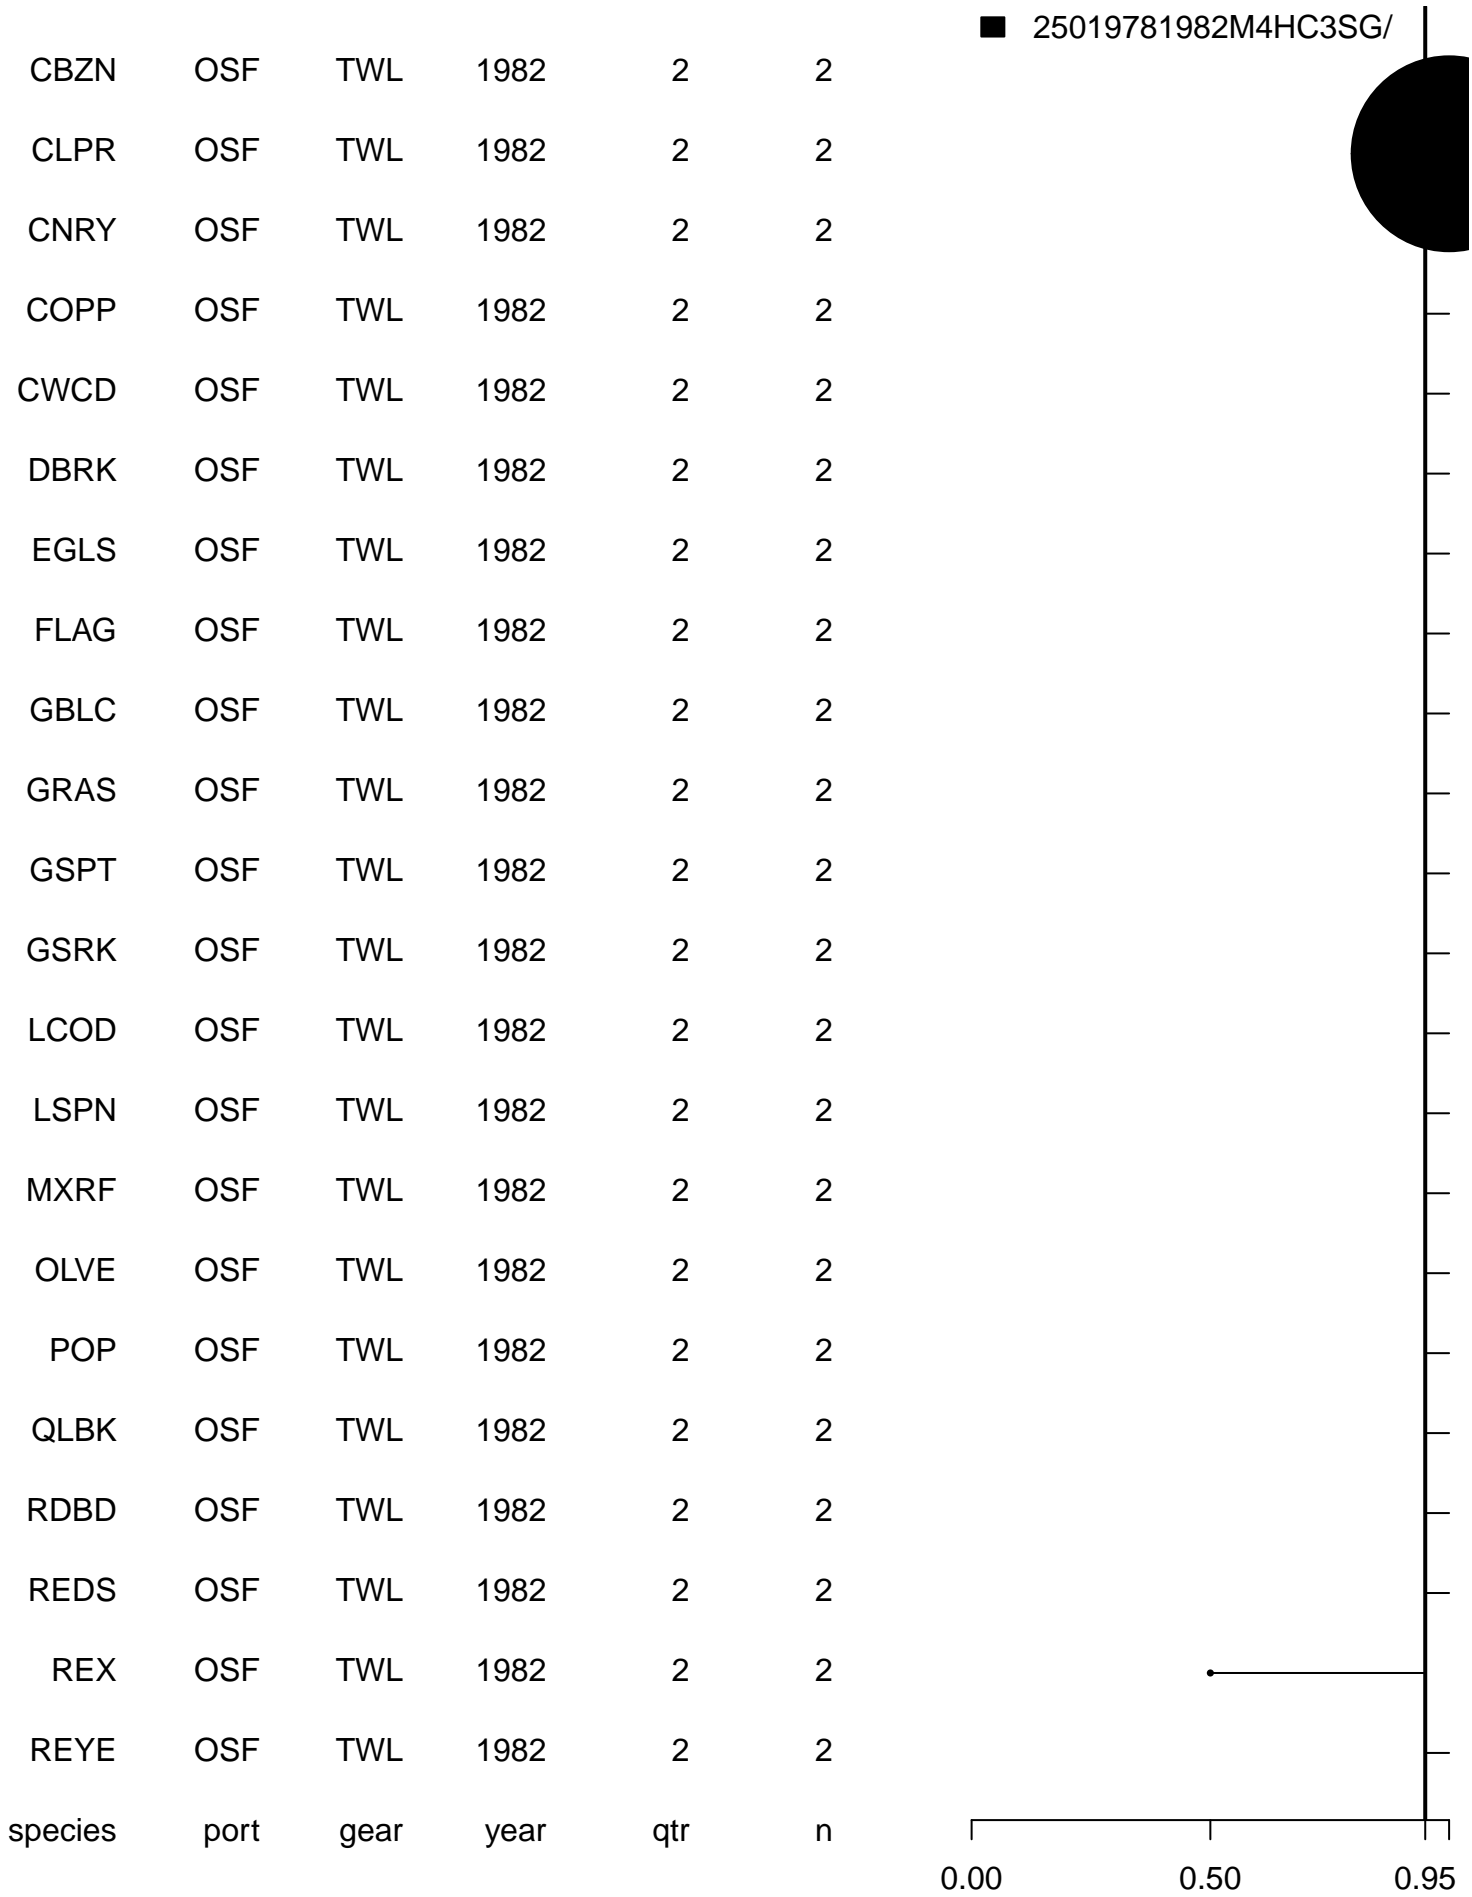 25019781982M4HC3SG/
CBZN OSF TWL 1982 2 2
CLPR OSF TWL 1982 2 2
CNRY OSF TWL 1982 2 2
COPP OSF TWL 1982 2 2
CWCD OSF TWL 1982 2 2
DBRK OSF TWL 1982 2 2
EGLS OSF TWL 1982 2 2
FLAG OSF TWL 1982 2 2
GBLC OSF TWL 1982 2 2
GRAS OSF TWL 1982 2 2
GSPT OSF TWL 1982 2 2
GSRK OSF TWL 1982 2 2
LCOD OSF TWL 1982 2 2
LSPN OSF TWL 1982 2 2
MXRF OSF TWL 1982 2 2
OLVE OSF TWL 1982 2 2
POP OSF TWL 1982 2 2
QLBK OSF TWL 1982 2 2
RDBD OSF TWL 1982 2 2
REDS OSF TWL 1982 2 2
REX OSF TWL 1982 2 2
REYE OSF TWL 1982 2 2
species port gear year qtr n
0.00 0.50 0.95